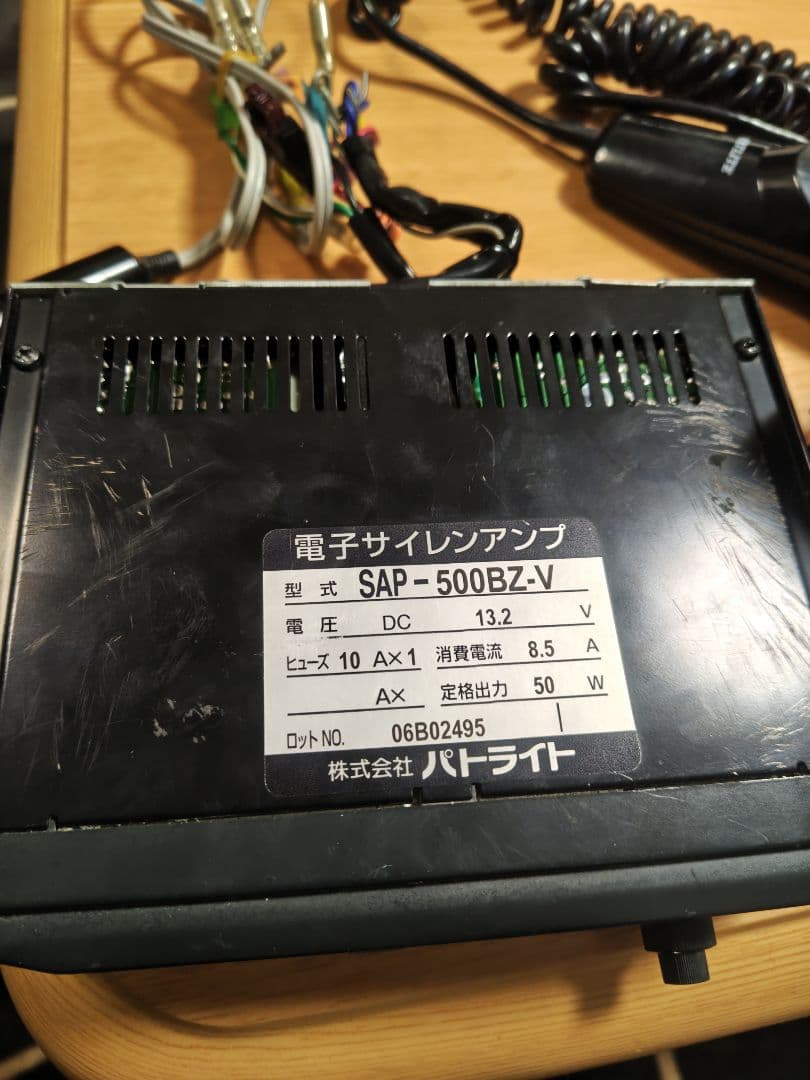 電子サイレンアンプ
型式 SAP-500BZ-V
電圧 DC 13.2 V
ヒューズ 10 A×1 消費電流 8.5 A
A× 定格出力 50 W
ロットNO. 06B02495
株式会社 パトライト